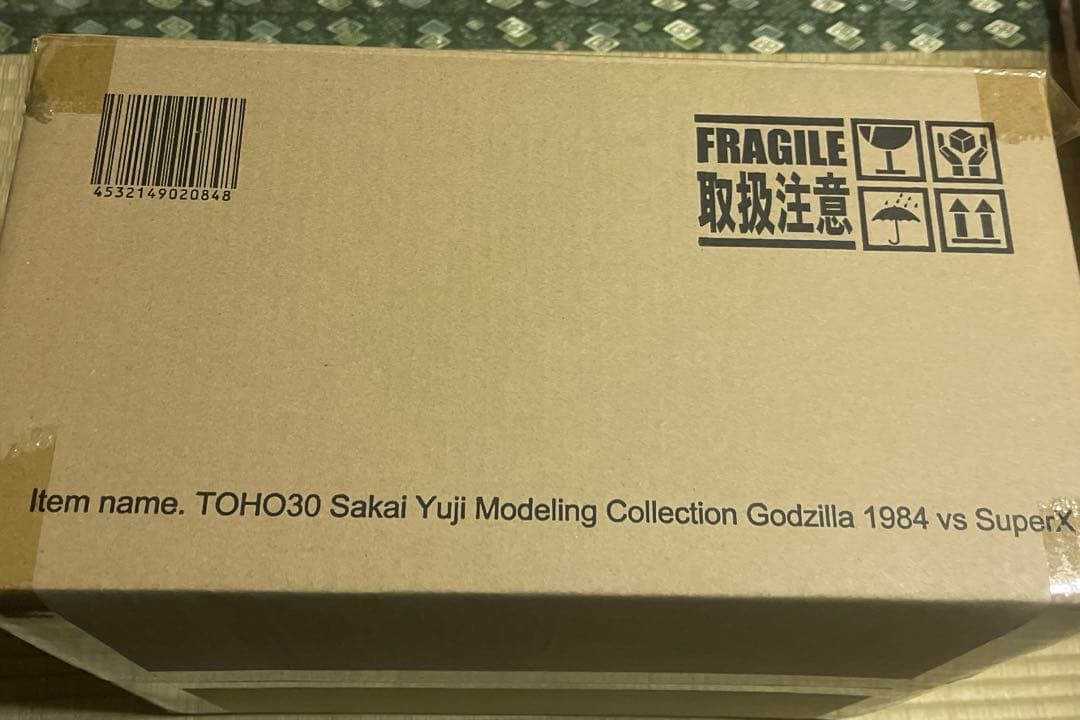 4532149020848
FRAGILE
取扱注意
Item name. TOHO30 Sakai Yuji Modeling Collection Godzilla 1984 vs SuperX